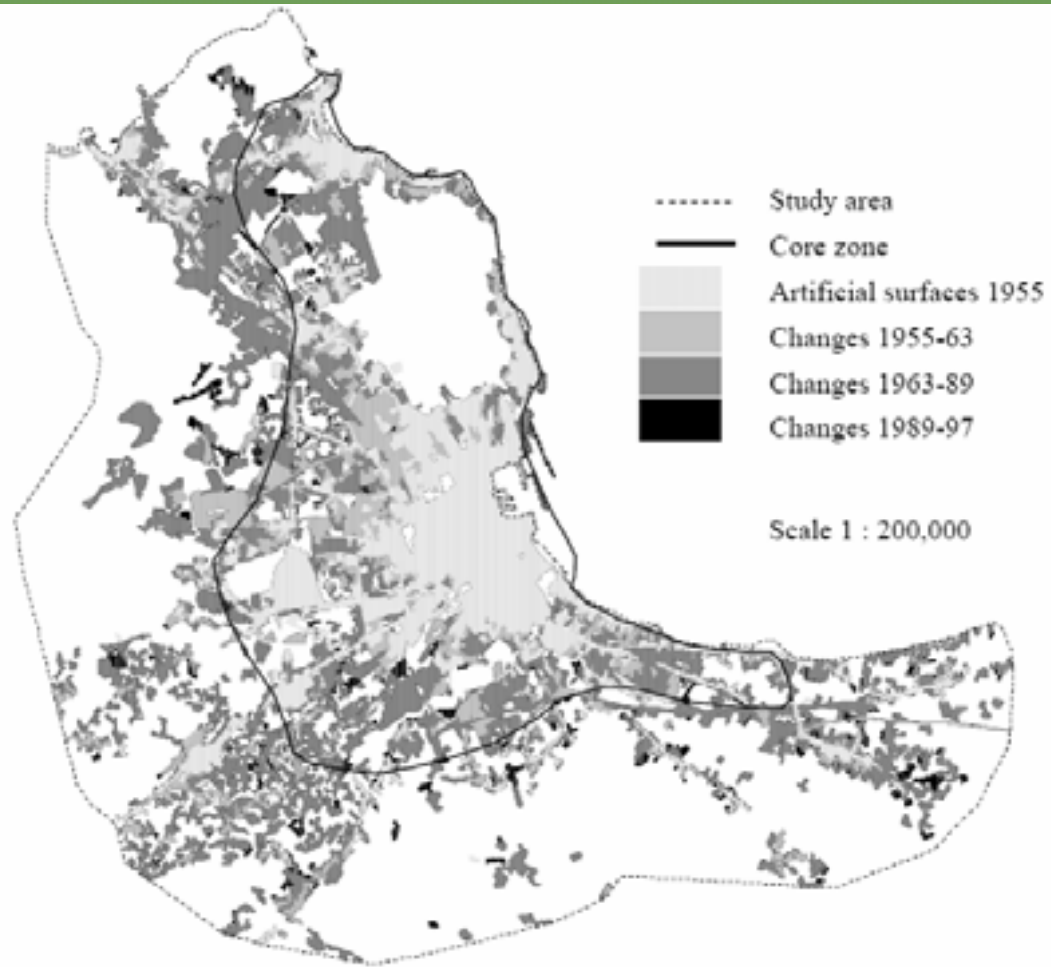 Study area
Core zone
Artificial surfaces 1955
Changes 1955-63
Changes 1963-89
Changes 1989-97
Scale 1 : 200,000